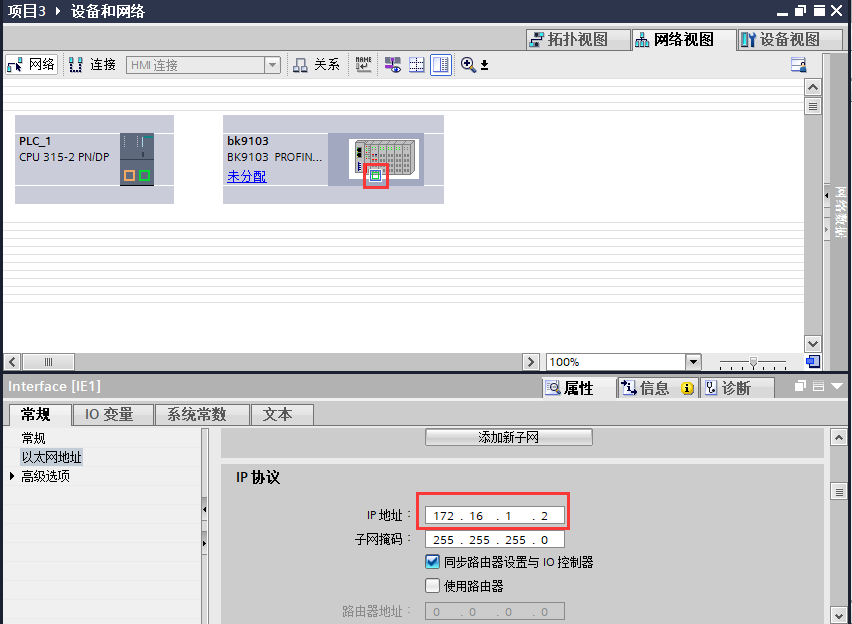 项目3 设备和网络
拓扑视图 网络视图 设备视图
网络 连接 HMI 连接 关系
PLC_1
CPU 315-2 PN/DP
bk9103
BK9103 PROFIN...
未分配
网络数据
100%
Interface [IE1]
属性 信息 诊断
常规 IO 变量 系统常数 文本
常规
以太网地址
高级选项
添加新子网
IP 协议
IP 地址： 172 . 16 . 1 . 2
子网掩码： 255 . 255 . 255 . 0
同步路由器设置与 IO 控制器
使用路由器
路由器地址： 0 . 0 . 0 . 0